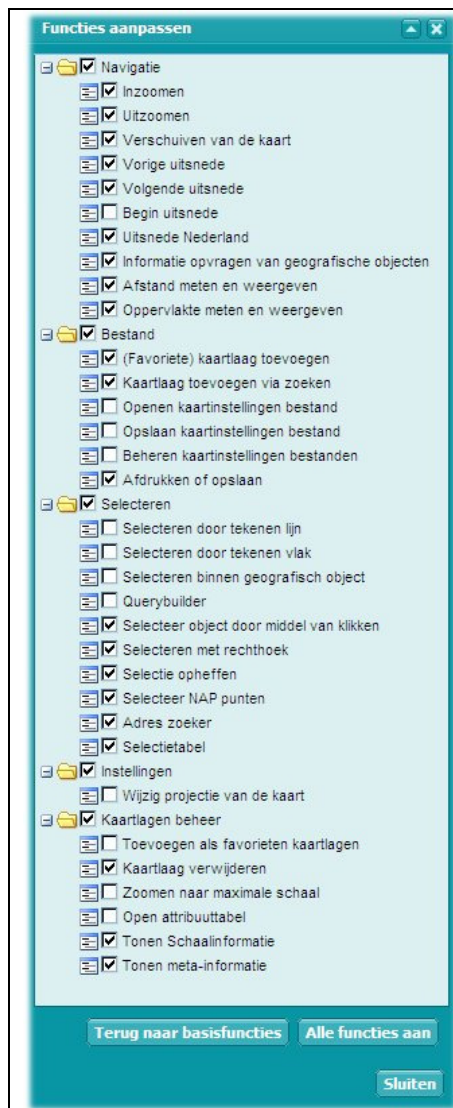 Functies aanpassen
Navigatie
Inzoomen
Uitzoomen
Verschuiven van de kaart
Vorige uitsnede
Volgende uitsnede
Begin uitsnede
Uitsnede Nederland
Informatie opvragen van geografische objecten
Afstand meten en weergeven
Oppervlakte meten en weergeven
Bestand
(Favoriete) kaartlaag toevoegen
Kaartlaag toevoegen via zoeken
Openen kaartinstellingen bestand
Opslaan kaartinstellingen bestand
Beheren kaartinstellingen bestanden
Afdrukken of opslaan
Selecteren
Selecteren door tekenen lijn
Selecteren door tekenen vlak
Selecteren binnen geografisch object
Querybuilder
Selecteer object door middel van klikken
Selecteren met rechthoek
Selectie opheffen
Selecteer NAP punten
Adres zoeker
Selectietabel
Instellingen
Wijzig projectie van de kaart
Kaartlagen beheer
Toevoegen als favorieten kaartlagen
Kaartlaag verwijderen
Zoomen naar maximale schaal
Open attribuuttabel
Tonen Schaalinformatie
Tonen meta-informatie
Terug naar basisfuncties Alle functies aan
Sluiten